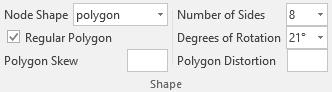 Node Shape polygon Number of Sides 8
Regular Polygon Degrees of Rotation 21°
Polygon Skew Polygon Distortion
Shape